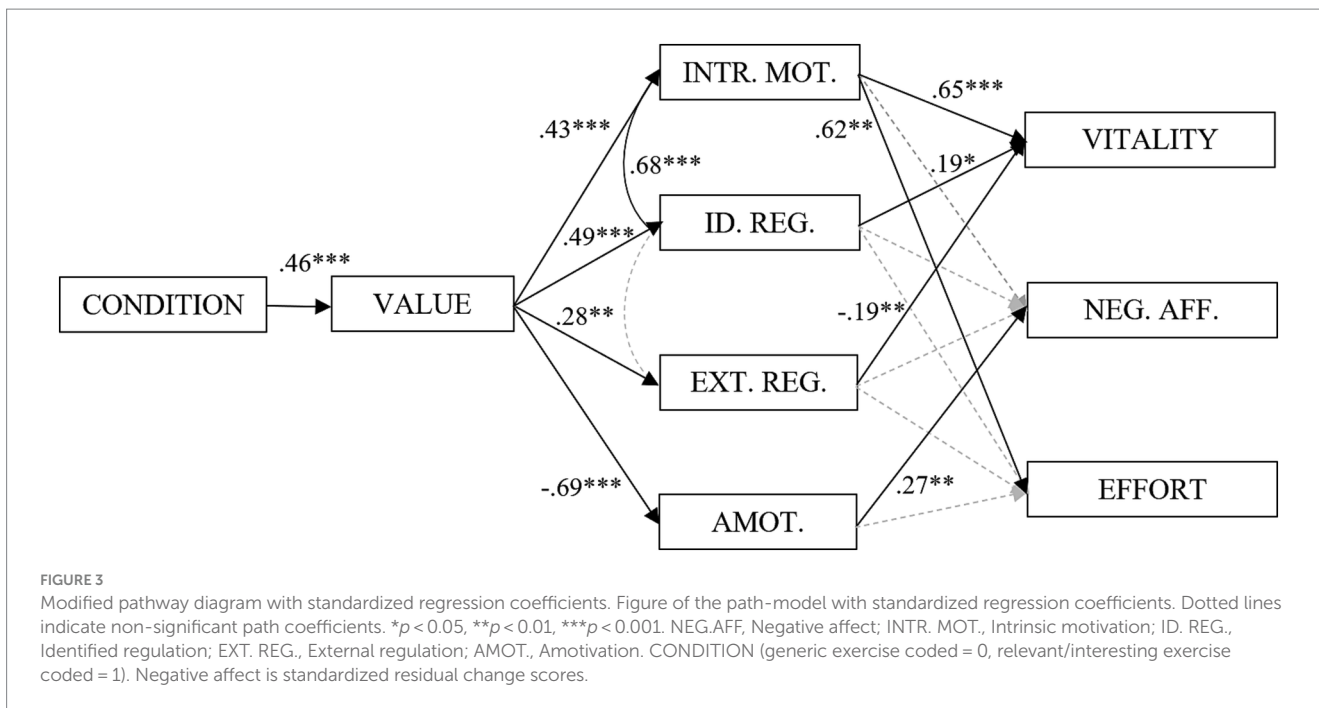 INTR. MOT.
.65***
.43***
.62**
VITALITY
.68***
.19*
ID. REG.
.49***
.46***
CONDITION
VALUE
NEG. AFF.
.28**
-.19**
EXT. REG.
-.69***
.27**
EFFORT
AMOT.
FIGURE 3
Modified pathway diagram with standardized regression coefficients. Figure of the path-model with standardized regression coefficients. Dotted lines
indicate non-significant path coefficients. *p < 0.05, **p < 0.01, ***p < 0.001. NEG.AFF, Negative affect; INTR. MOT., Intrinsic motivation; ID. REG.,
Identified regulation; EXT. REG., External regulation; AMOT., Amotivation. CONDITION (generic exercise coded = 0, relevant/interesting exercise
coded = 1). Negative affect is standardized residual change scores.